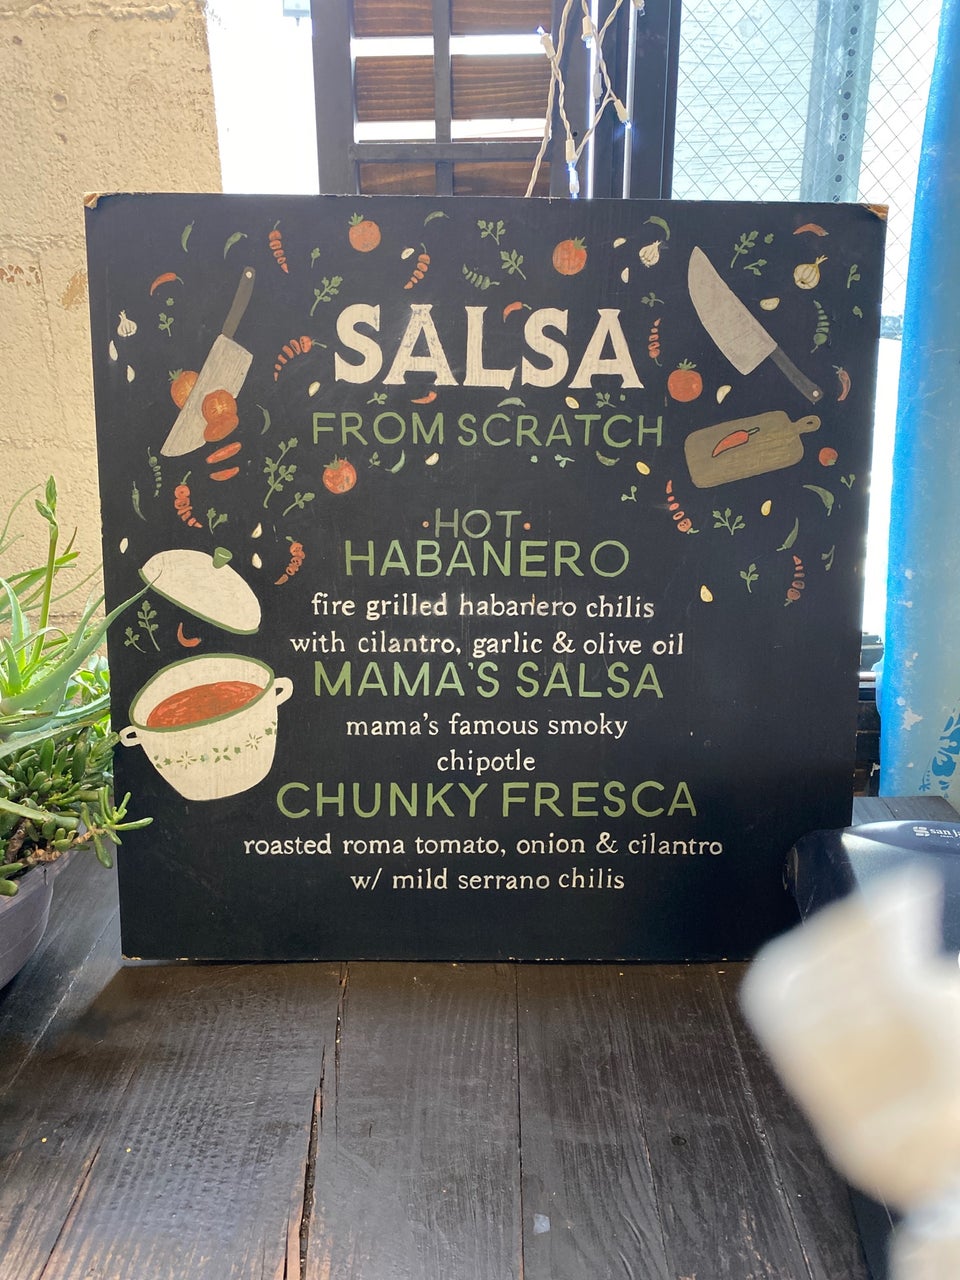 SALSA
FROM SCRATCH
·HOT·
HABANERO
fire grilled habanero chilis
with cilantro, garlic & olive oil
MAMA'S SALSA
mama's famous smoky
chipotle
CHUNKY FRESCA
roasted roma tomato, onion & cilantro
w/ mild serrano chilis
san